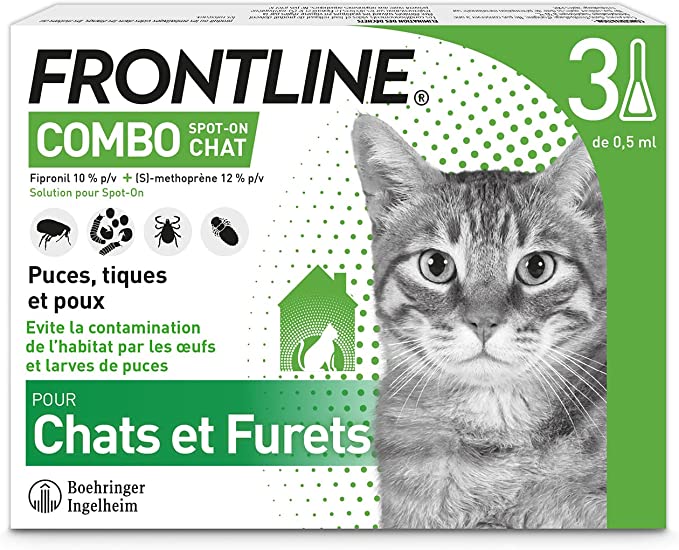 FRONTLINE®
COMBO SPOT-ON CHAT
Fipronil 10 % p/v + (S)-methoprène 12 % p/v
Solution pour Spot-On
3
de 0,5 ml
Puces, tiques
et poux
Evite la contamination
de l'habitat par les œufs
et larves de puces
POUR
Chats et Furets
Boehringer
Ingelheim